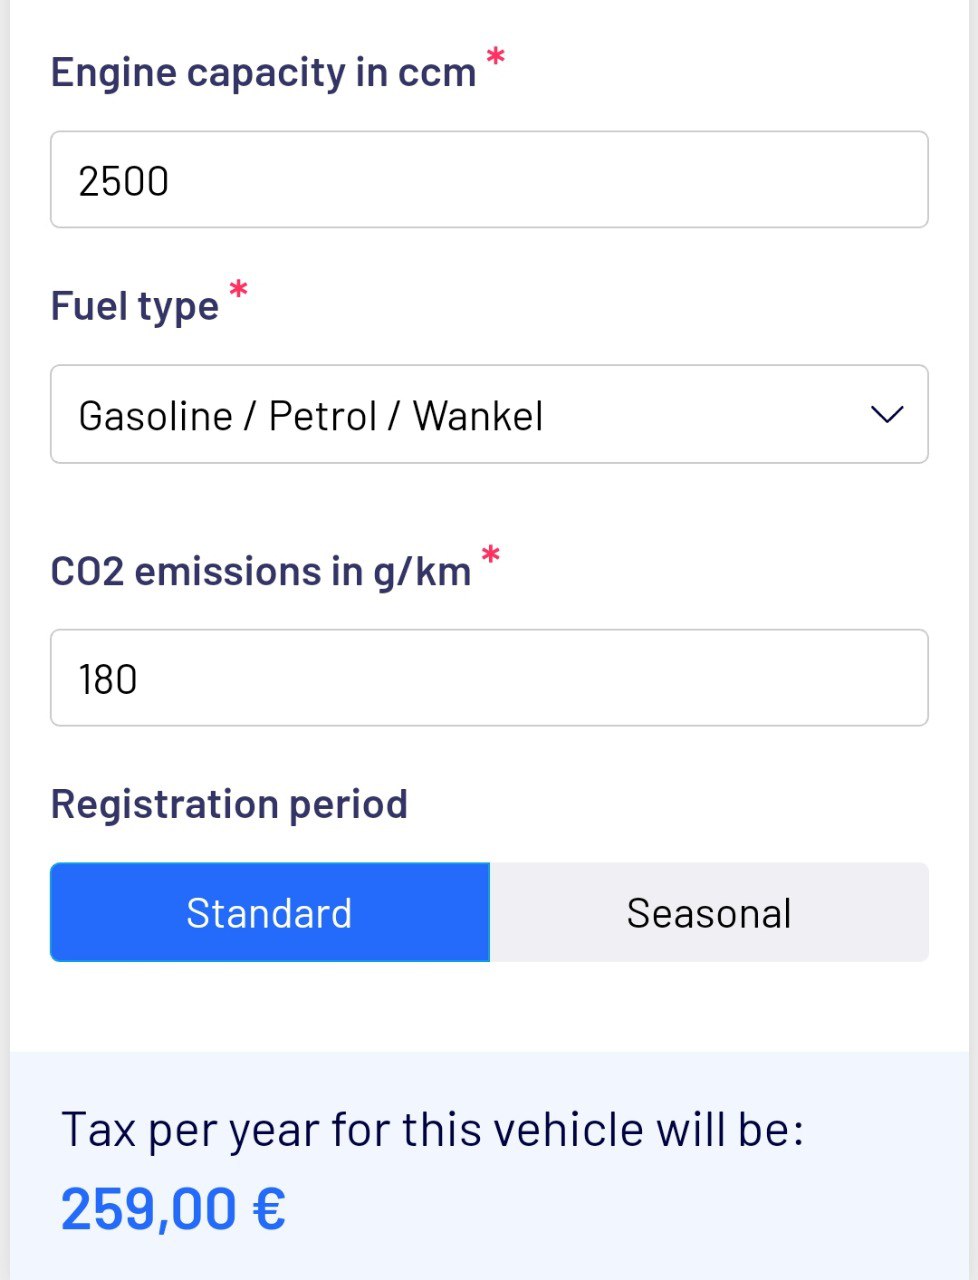 Engine capacity in ccm *
2500
Fuel type *
Gasoline / Petrol / Wankel
CO2 emissions in g/km *
180
Registration period
Standard
Seasonal
Tax per year for this vehicle will be:
259,00 €